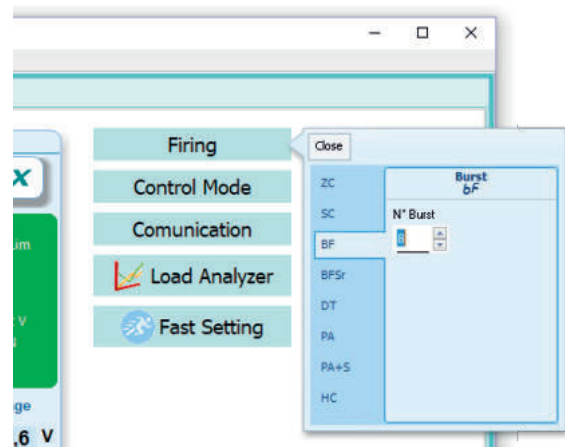 Firing
Control Mode
Comunication
Load Analyzer
Fast Setting
x
im
V
ge
,6 V
Close
ZC
SC
BF
BFSr
DT
PA
PA+S
HC
Burst
bF
N° Burst
8